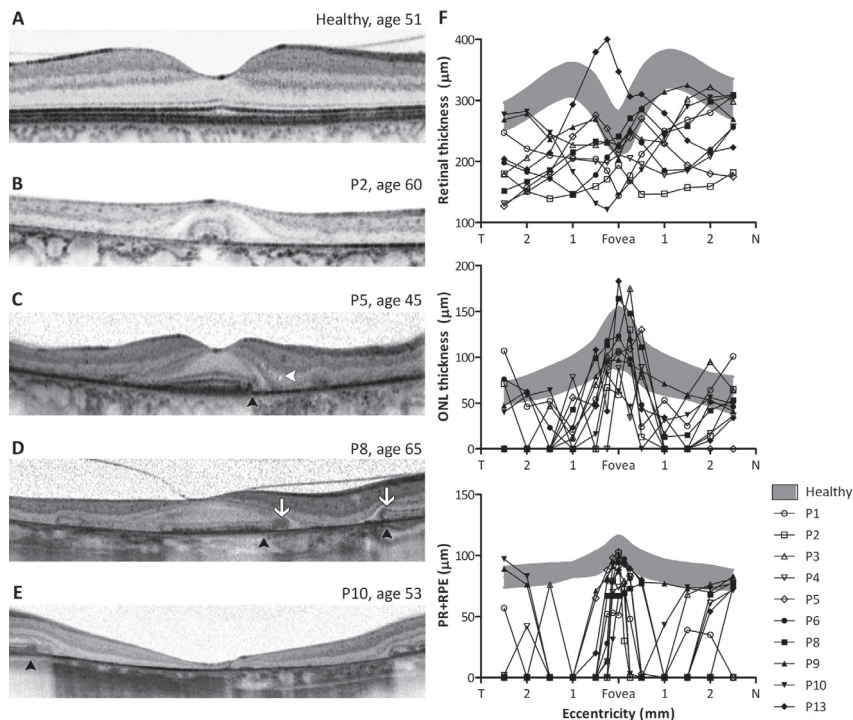 A
Healthy, age 51
B
P2, age 60
C
P5, age 45
D
P8, age 65
E
P10, age 53
F
Retinal thickness (μm)
400
300
200
100
T 2 1 Fovea 1 2 N
ONL thickness (μm)
200
150
100
50
0
T 2 1 Fovea 1 2 N
PR+RPE (μm)
150
100
50
0
T 2 1 Fovea 1 2 N
Eccentricity (mm)
Healthy
P1
P2
P3
P4
P5
P6
P8
P9
P10
P13